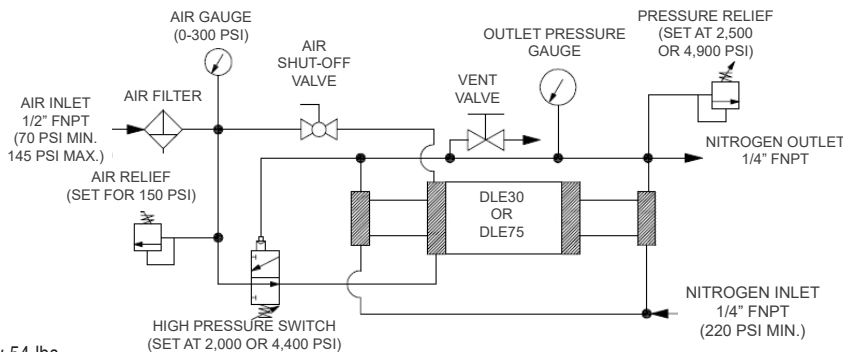 AIR GAUGE
(0-300 PSI)
AIR
SHUT-OFF
VALVE
OUTLET PRESSURE
GAUGE
PRESSURE RELIEF
(SET AT 2,500
OR 4,900 PSI)
VENT
VALVE
AIR INLET
1/2" FNPT
(70 PSI MIN.
145 PSI MAX.)
AIR FILTER
NITROGEN OUTLET
1/4" FNPT
AIR RELIEF
(SET FOR 150 PSI)
DLE30
OR
DLE75
NITROGEN INLET
1/4" FNPT
(220 PSI MIN.)
HIGH PRESSURE SWITCH
(SET AT 2,000 OR 4,400 PSI)
54 lbs